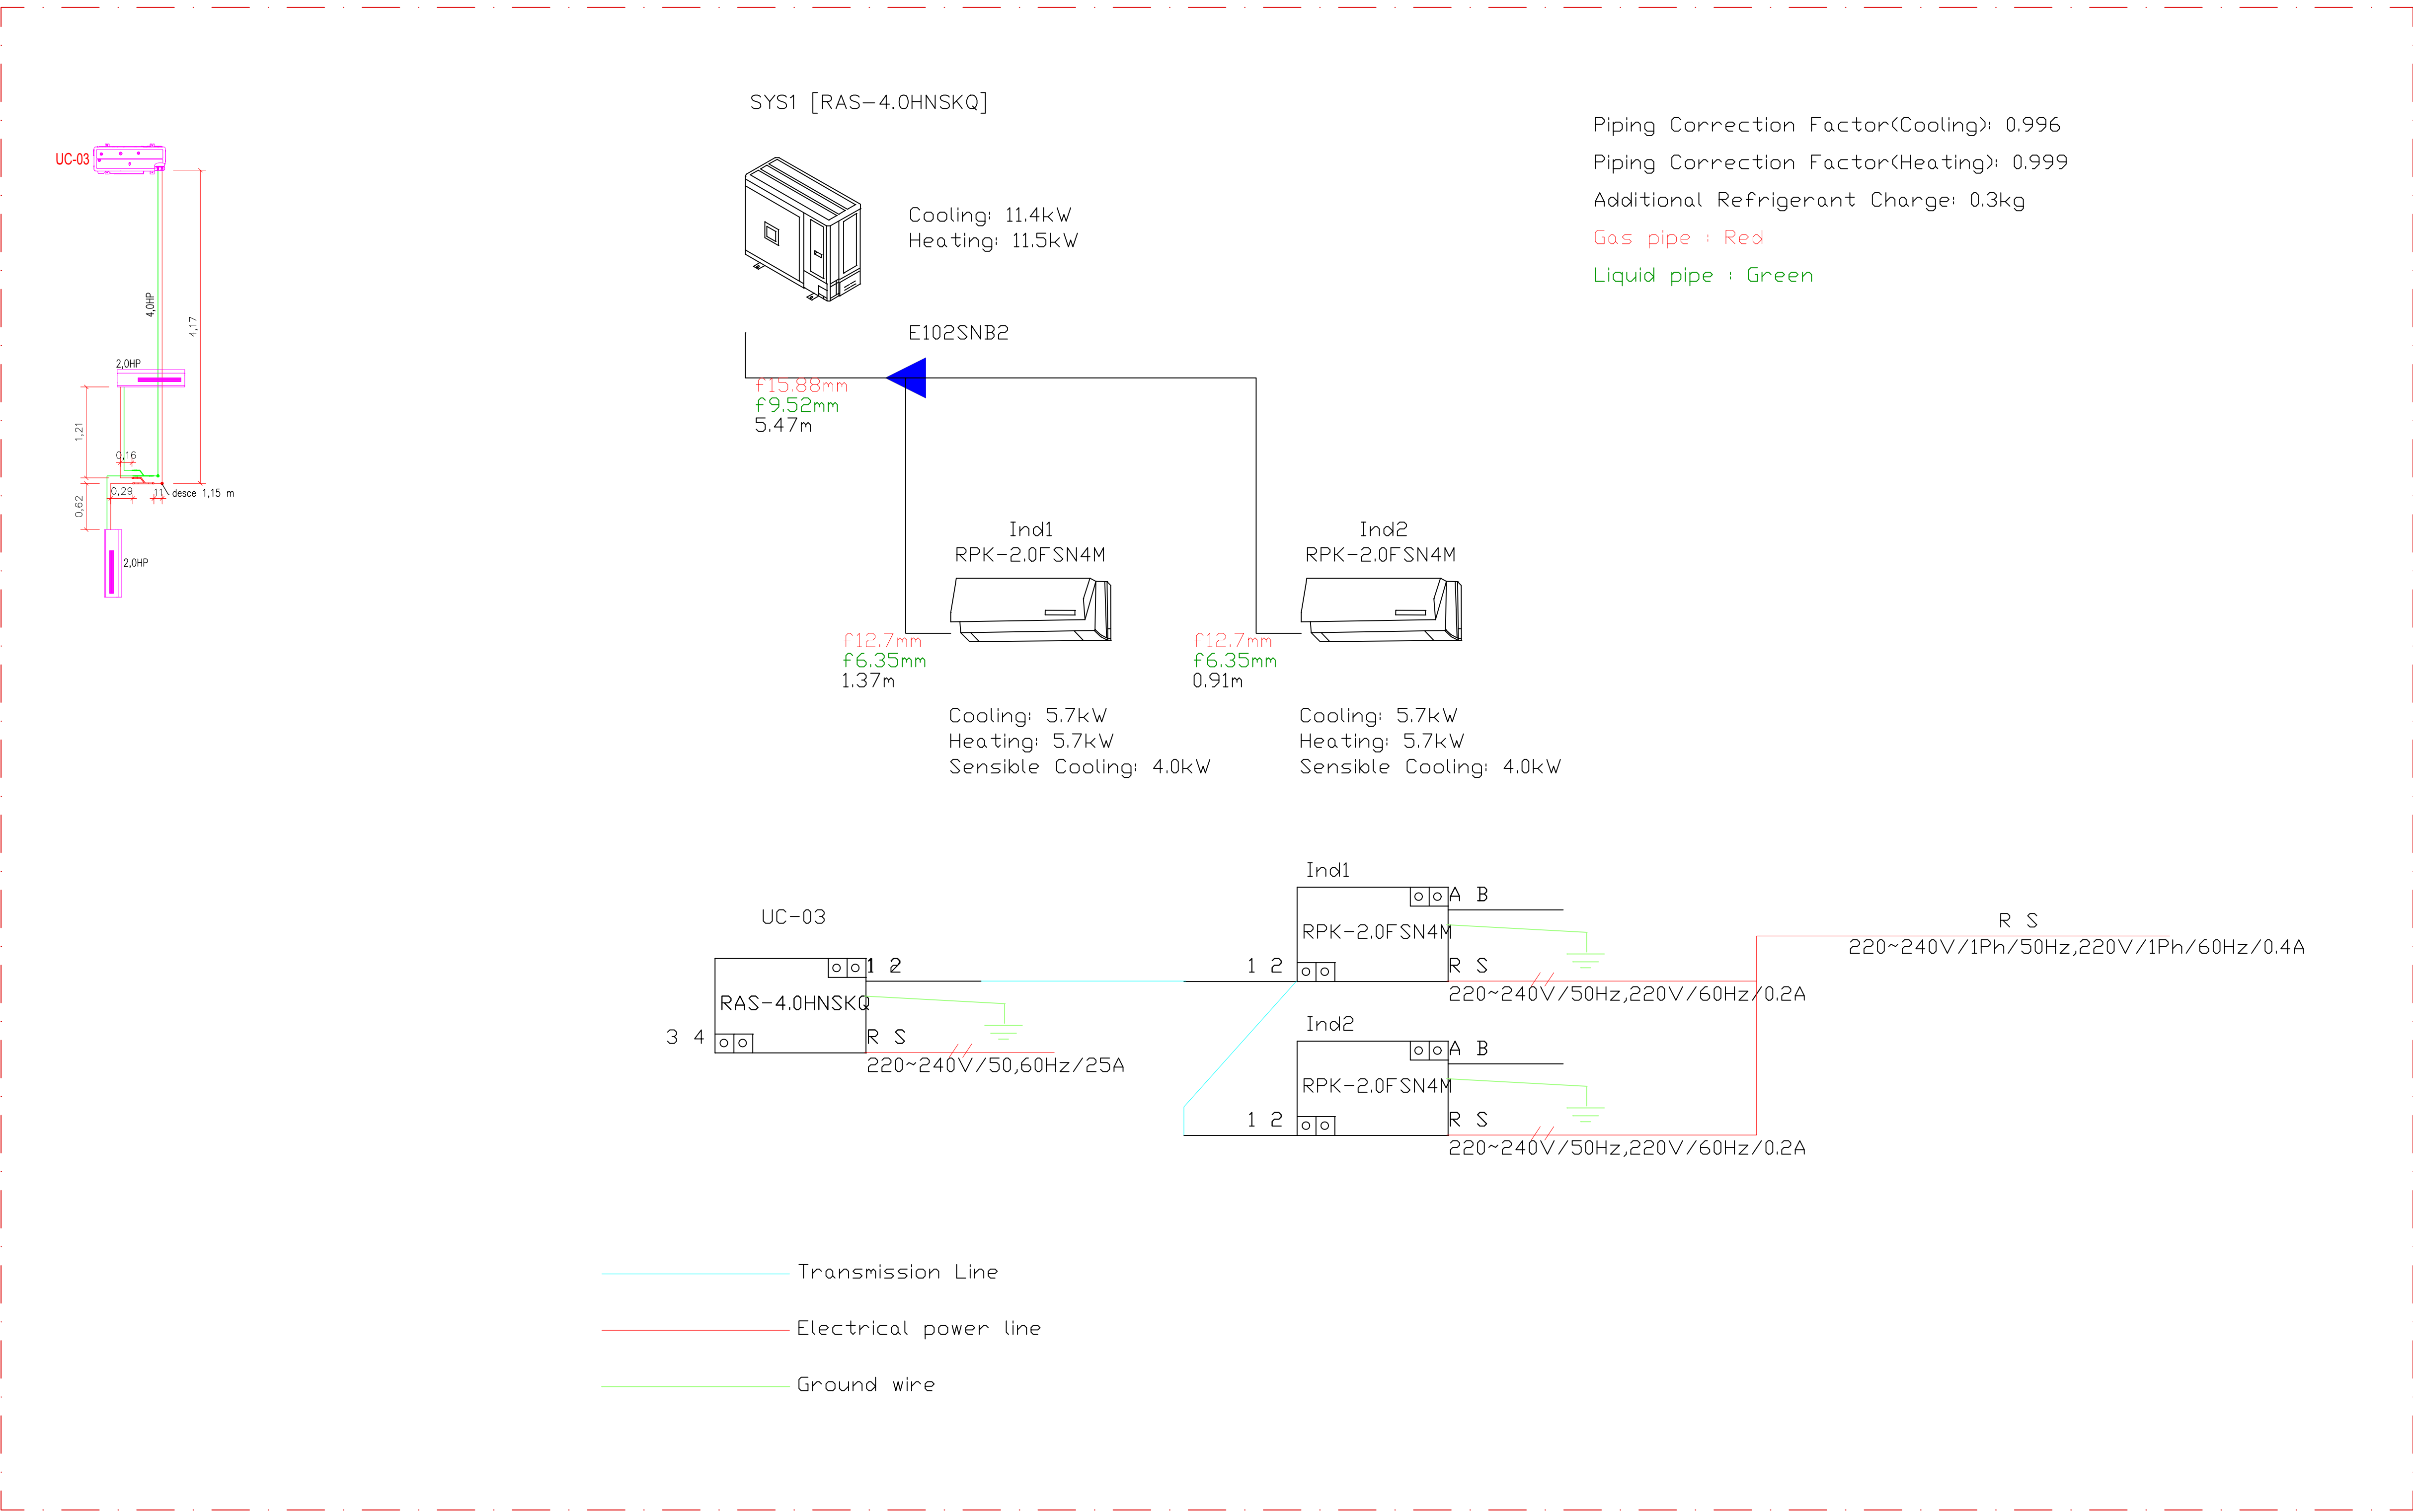 UC-03
4,0HP
4,17
2,0HP
1,21
0,16
0,29
11
desce 1,15 m
0,62
2,0HP
SYS1 [RAS-4.0HNSKQ]
Cooling: 11.4kW
Heating: 11.5kW
Piping Correction Factor(Cooling): 0.996
Piping Correction Factor(Heating): 0.999
Additional Refrigerant Charge: 0.3kg
Gas pipe : Red
Liquid pipe : Green
E102SNB2
f15.88mm
f9.52mm
5.47m
Ind1
RPK-2.0FSN4M
f12.7mm
f6.35mm
1.37m
Cooling: 5.7kW
Heating: 5.7kW
Sensible Cooling: 4.0kW
Ind2
RPK-2.0FSN4M
f12.7mm
f6.35mm
0.91m
Cooling: 5.7kW
Heating: 5.7kW
Sensible Cooling: 4.0kW
UC-03
1 2
RAS-4.0HNSKQ
3 4
R S
220~240V/50,60Hz/25A
Ind1
A B
RPK-2.0FSN4M
1 2
R S
220~240V/50Hz,220V/60Hz/0.2A
Ind2
A B
RPK-2.0FSN4M
1 2
R S
220~240V/50Hz,220V/60Hz/0.2A
R S
220~240V/1Ph/50Hz,220V/1Ph/60Hz/0.4A
Transmission Line
Electrical power line
Ground wire